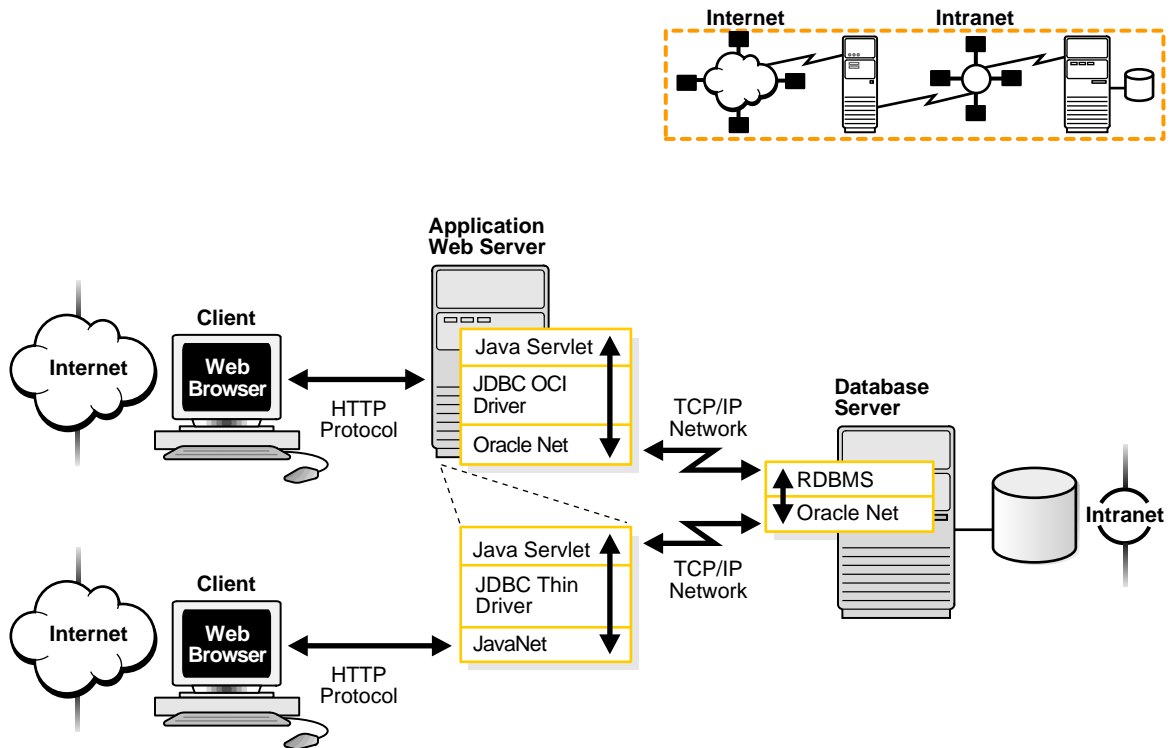 Internet
Intranet
Application
Web Server
Client
Internet
Web
Browser
HTTP
Protocol
Java Servlet
JDBC OCI
Driver
Oracle Net
TCP/IP
Network
Database
Server
RDBMS
Oracle Net
Intranet
Client
Internet
Web
Browser
HTTP
Protocol
Java Servlet
JDBC Thin
Driver
JavaNet
TCP/IP
Network